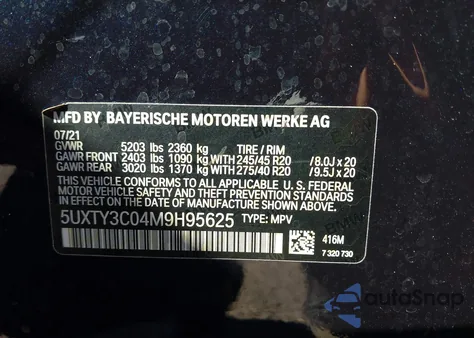 MFD BY BAYERISCHE MOTOREN WERKE AG
07/21
GVWR 5203 lbs 2360 kg TIRE / RIM
GAWR FRONT 2403 lbs 1090 kg WITH 245/45 R20 / 8.0J x 20
GAWR REAR 3020 lbs 1370 kg WITH 275/40 R20 / 9.5J x 20
THIS VEHICLE CONFORMS TO ALL APPLICABLE
FEDERAL MOTOR VEHICLE SAFETY, BUMPER,
AND THEFT PREVENTION STANDARDS IN EFFECT
ON THE DATE OF MANUFACTURE SHOWN ABOVE.
5UXTY3C04M9H95625 TYPE: MPV
416M
7 320 730
autoSnap